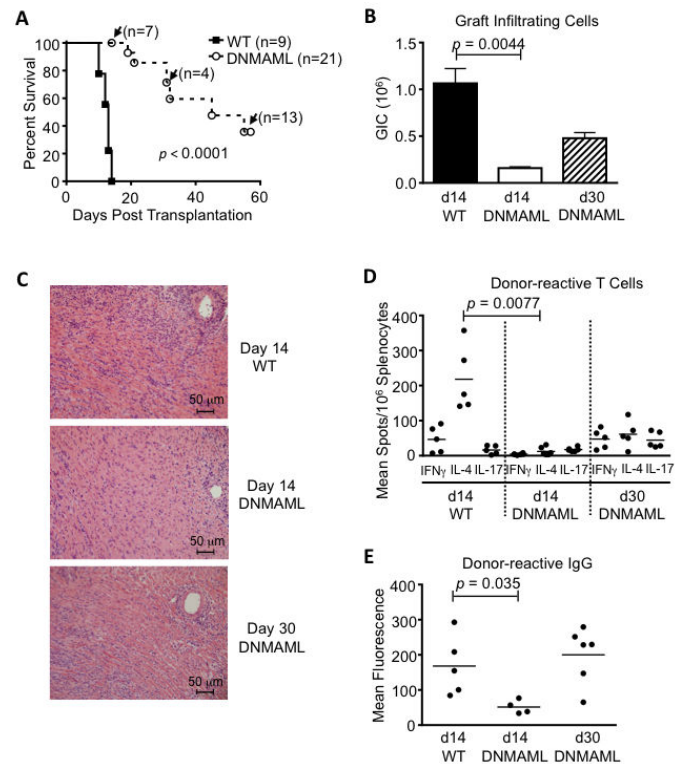 A
(n=7)
WT (n=9)
DNMAML (n=21)
(n=4)
(n=13)
p < 0.0001
Percent Survival
100
80
60
40
20
0
0 20 40 60
Days Post Transplantation
B
Graft Infiltrating Cells
p = 0.0044
GIC (10⁶)
1.5
1.0
0.5
0.0
d14 d14 d30
WT DNMAML DNMAML
C
Day 14
WT
50 µm
Day 14
DNMAML
50 µm
Day 30
DNMAML
50 µm
D
Donor-reactive T Cells
p = 0.0077
Mean Spots/10⁶ Splenocytes
400
300
200
100
0
IFNγ IL-4 IL-17 IFNγ IL-4 IL-17 IFNγ IL-4 IL-17
d14 d14 d30
WT DNMAML DNMAML
E
Donor-reactive IgG
p = 0.035
Mean Fluorescence
400
300
200
100
0
d14 d14 d30
WT DNMAML DNMAML